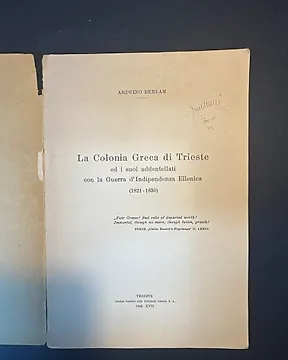 ARDUINO BERLAM
La Colonia Greca di Trieste
ed i suoi addentellati
con la Guerra d'Indipendenza Ellenica
(1821-1830)
„Fair Greece! Sad relic of departed worth!
Immortal, though no more; though fallen, great!"
TRIESTE
XVII